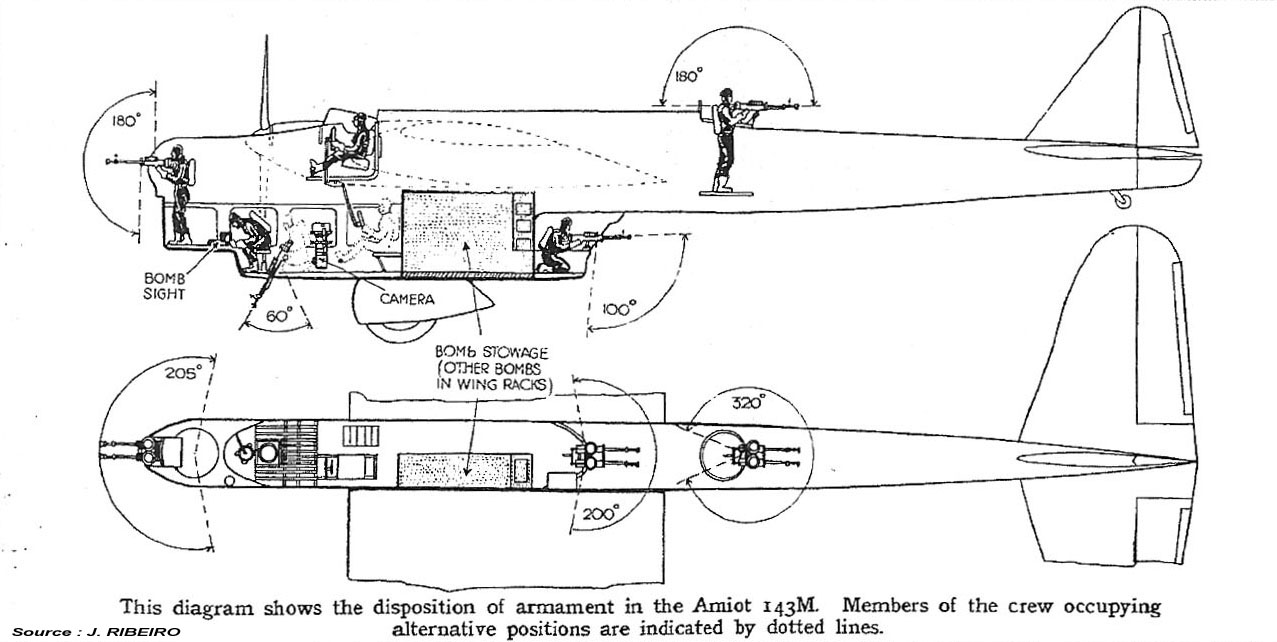 180°
180°
BOMB
SIGHT
CAMERA
60°
100°
BOMB STOWAGE
(OTHER BOMBS
IN WING RACKS)
205°
320°
200°
This diagram shows the disposition of armament in the Amiot 143M. Members of the crew occupying
alternative positions are indicated by dotted lines.
Source : J. RIBEIRO